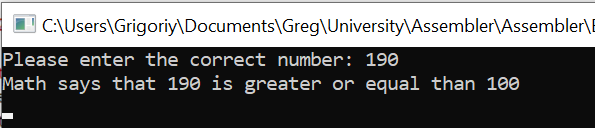 C:\Users\Grigoriy\Documents\Greg\University\Assembler\Assembler\
Please enter the correct number: 190
Math says that 190 is greater or equal than 100